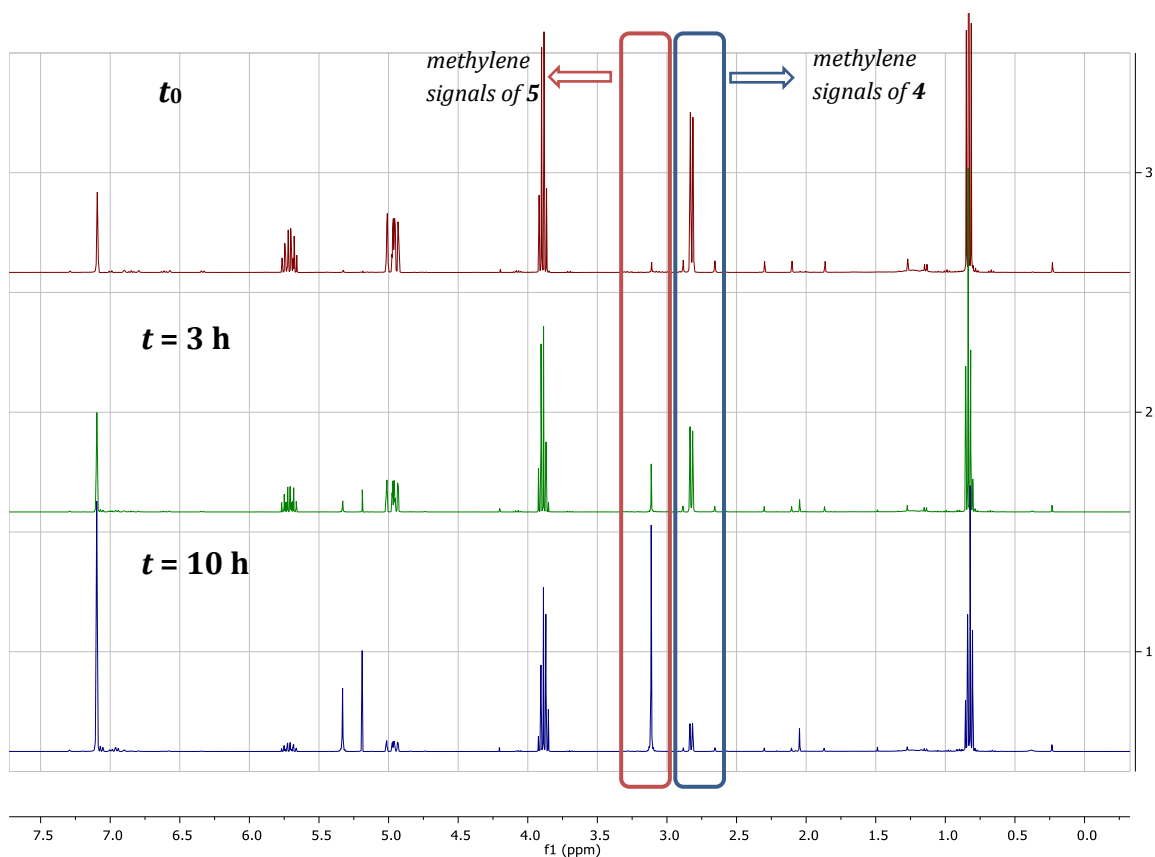 methylene
signals of 5
methylene
signals of 4
t0
3
t = 3 h
2
t = 10 h
1
7.5 7.0 6.5 6.0 5.5 5.0 4.5 4.0 3.5 3.0 2.5 2.0 1.5 1.0 0.5 0.0
f1 (ppm)